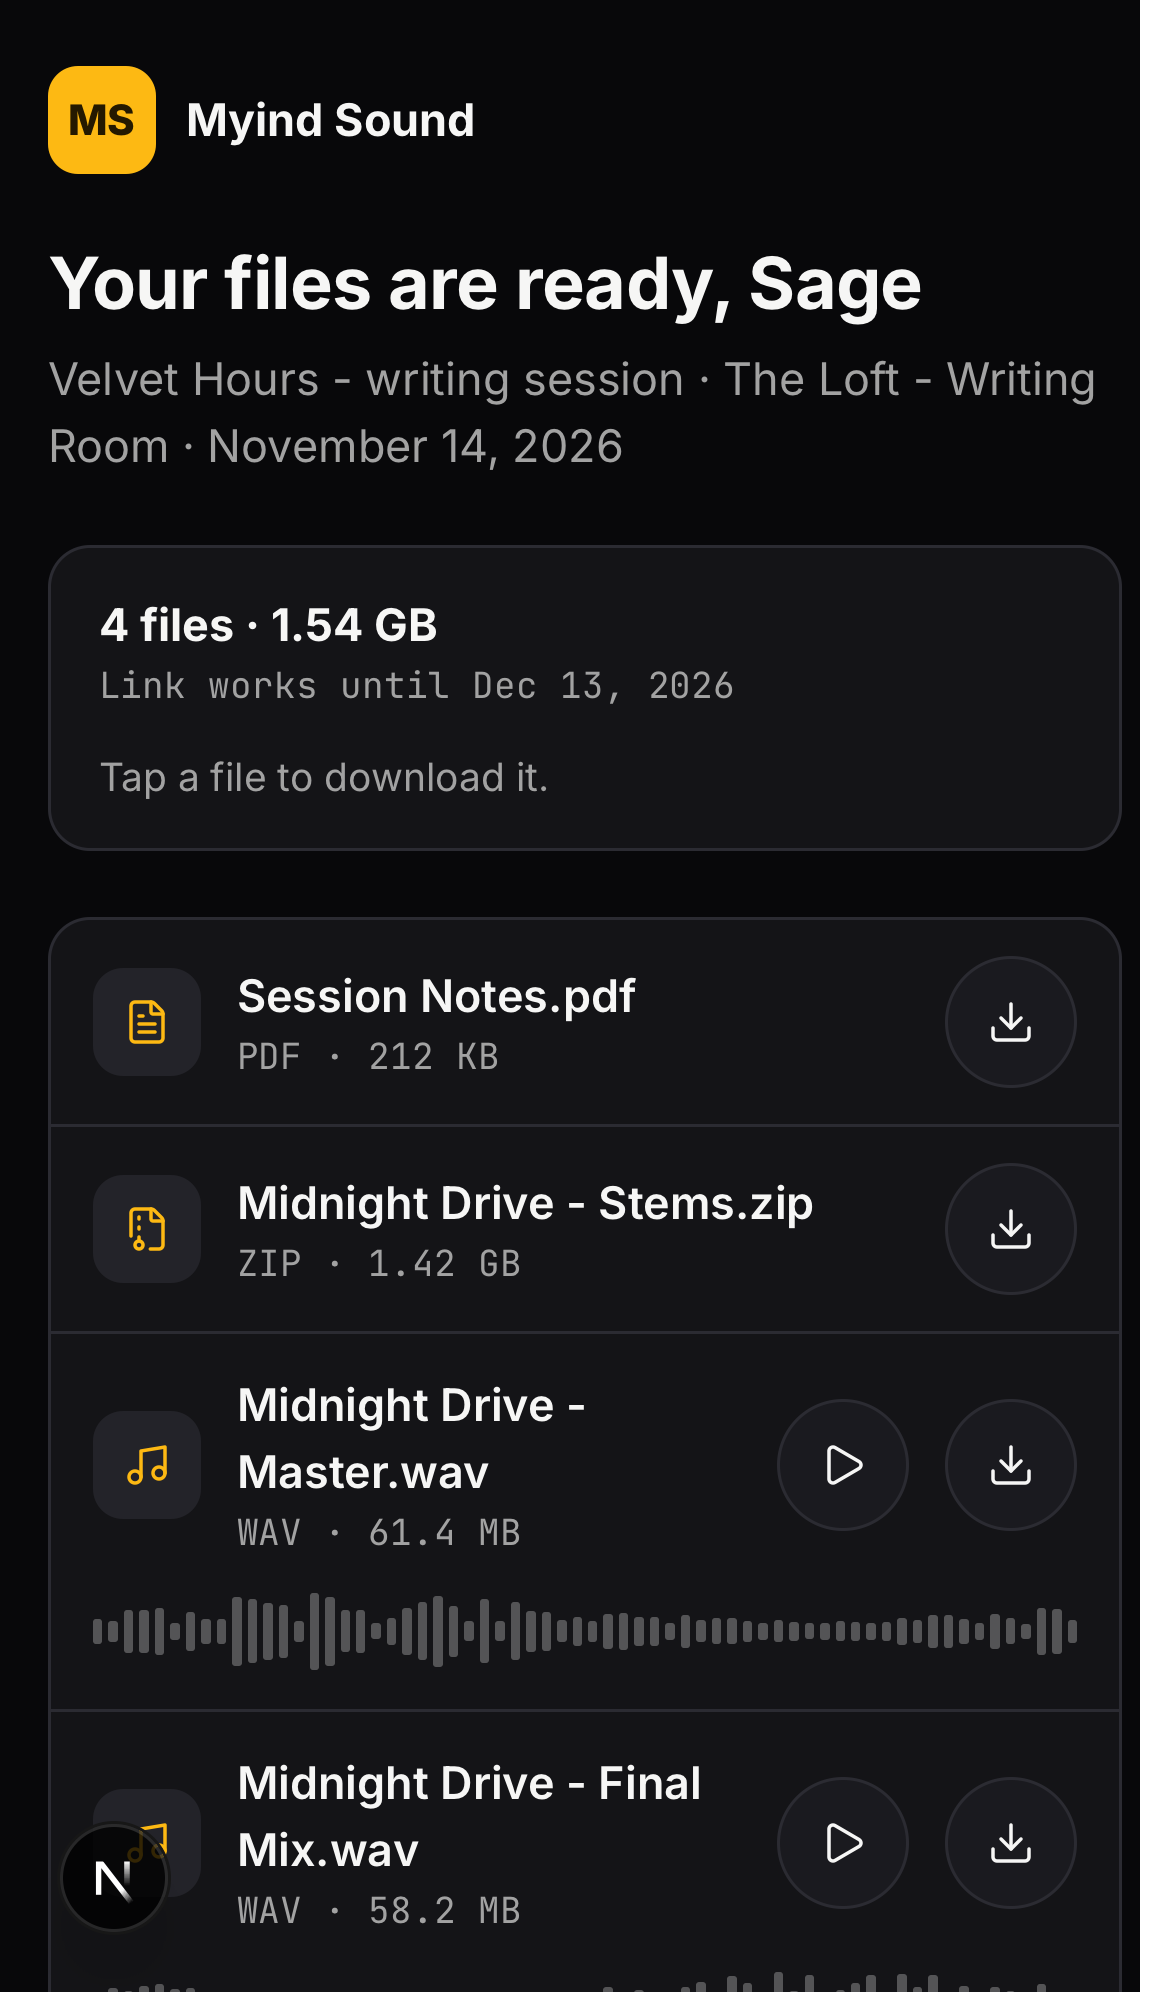 MS
Myind Sound
Your files are ready, Sage
Velvet Hours - writing session · The Loft - Writing
Room · November 14, 2026
4 files · 1.54 GB
Link works until Dec 13, 2026
Tap a file to download it.
Session Notes.pdf
PDF · 212 KB
Midnight Drive - Stems.zip
ZIP · 1.42 GB
Midnight Drive -
Master.wav
WAV · 61.4 MB
Midnight Drive - Final
Mix.wav
WAV · 58.2 MB
N